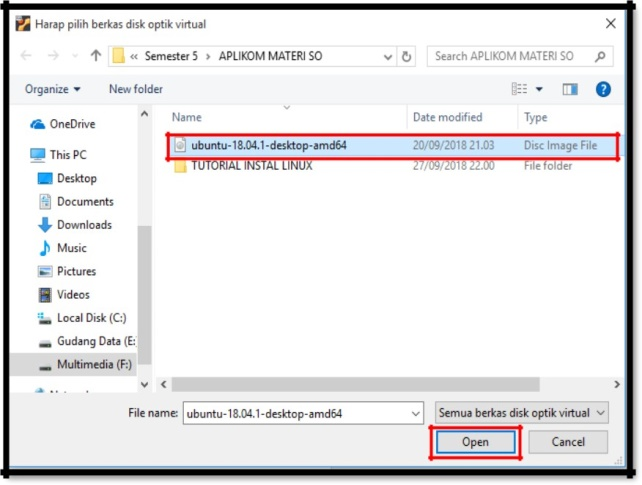 Harap pilih berkas disk optik virtual
« Semester 5 > APLIKOM MATERI SO
Search APLIKOM MATERI SO
Organize
New folder
Name
Date modified
Type
OneDrive
This PC
Desktop
Documents
Downloads
Music
Pictures
Videos
Local Disk (C:)
Gudang Data (E:
Multimedia (F:)
ubuntu-18.04.1-desktop-amd64 20/09/2018 21.03 Disc Image File
TUTORIAL INSTAL LINUX 27/09/2018 22.00 File folder
File name: ubuntu-18.04.1-desktop-amd64
Semua berkas disk optik virtual
Open
Cancel